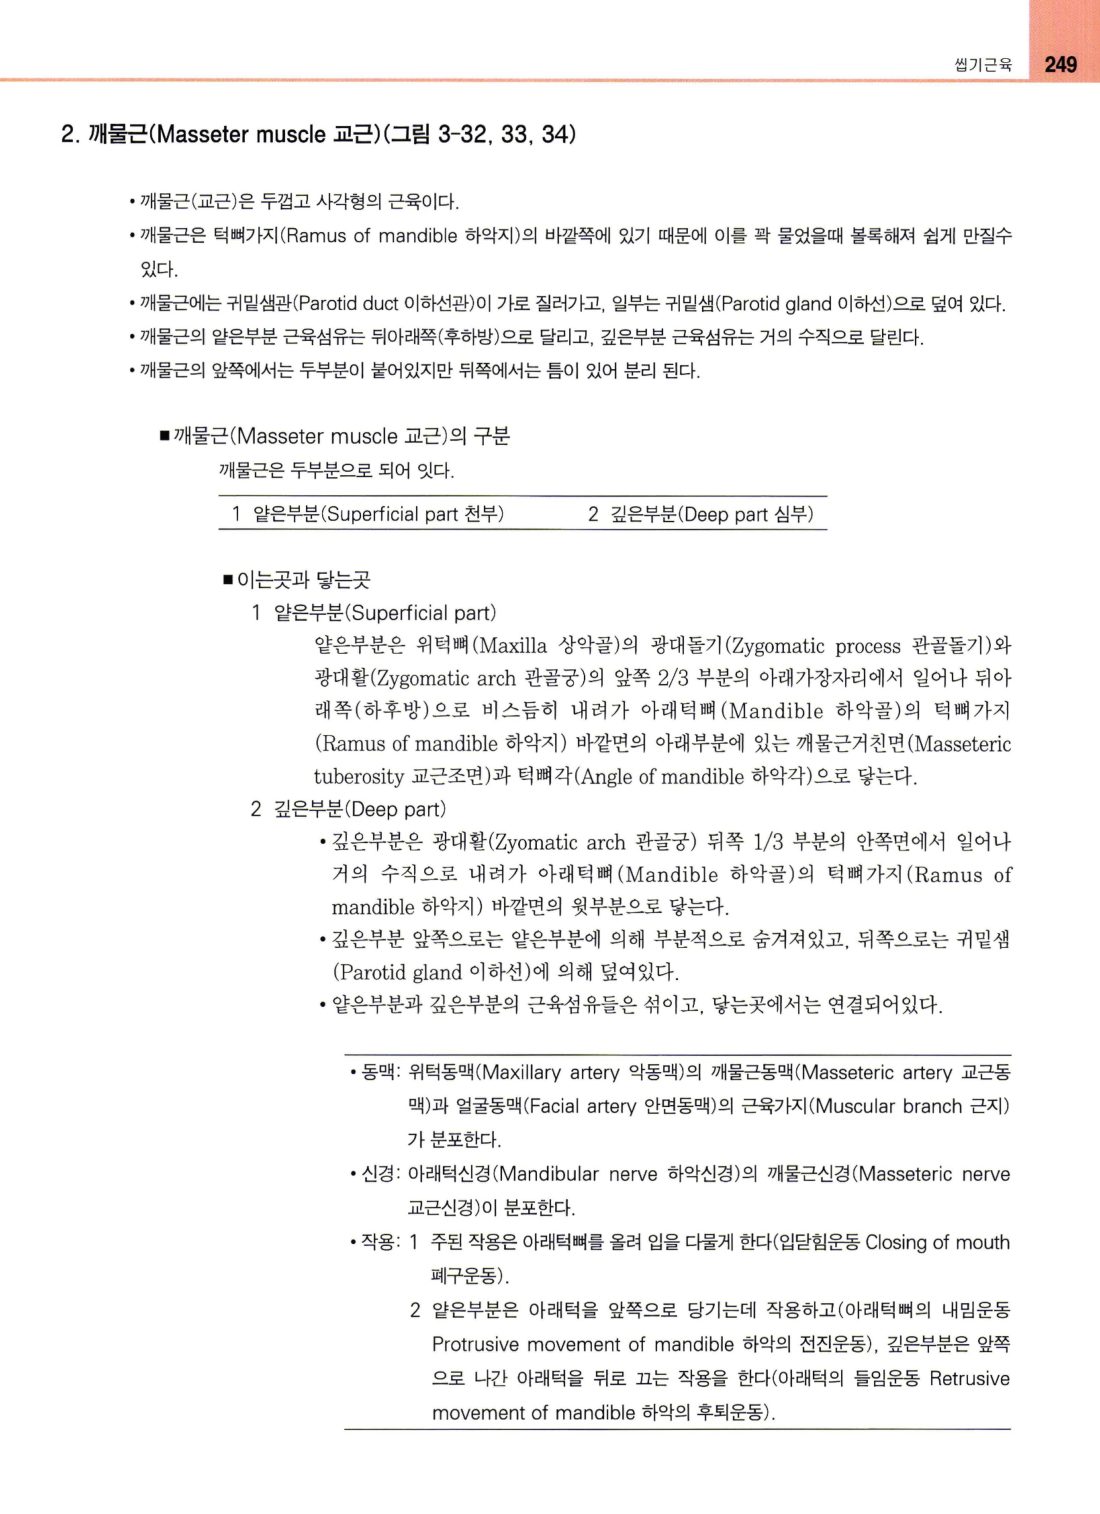 씹기근육 249
2. 깨물근(Masseter muscle 교근)(그림 3-32, 33, 34)
• 깨물근(교근)은 두껍고 사각형의 근육이다.
• 깨물근은 턱뼈가지(Ramus of mandible 하악지)의 바깥쪽에 있기 때문에 이를 꽉 물었을때 볼록해져 쉽게 만질수
있다.
• 깨물근에는 귀밑샘관(Parotid duct 이하선관)이 가로 질러가고, 일부는 귀밑샘(Parotid gland 이하선)으로 덮여 있다.
• 깨물근의 얕은부분 근육섬유는 뒤아래쪽(후하방)으로 달리고, 깊은부분 근육섬유는 거의 수직으로 달린다.
• 깨물근의 앞쪽에서는 두부분이 붙어있지만 뒤쪽에서는 틈이 있어 분리 된다.
■ 깨물근(Masseter muscle 교근)의 구분
깨물근은 두부분으로 되어 잇다.
1 얕은부분(Superficial part 천부) 2 깊은부분(Deep part 심부)
■ 이는곳과 닿는곳
1 얕은부분(Superficial part)
얕은부분은 위턱뼈(Maxilla 상악골)의 광대돌기(Zygomatic process 관골돌기)와
광대활(Zygomatic arch 관골궁)의 앞쪽 2/3 부분의 아래가장자리에서 일어나 뒤아
래쪽(하후방)으로 비스듬히 내려가 아래턱뼈(Mandible 하악골)의 턱뼈가지
(Ramus of mandible 하악지) 바깥면의 아래부분에 있는 깨물근거친면(Masseteric
tuberosity 교근조면)과 턱뼈각(Angle of mandible 하악각)으로 닿는다.
2 깊은부분(Deep part)
• 깊은부분은 광대활(Zyomatic arch 관골궁) 뒤쪽 1/3 부분의 안쪽면에서 일어나
거의 수직으로 내려가 아래턱뼈(Mandible 하악골)의 턱뼈가지(Ramus of
mandible 하악지) 바깥면의 윗부분으로 닿는다.
• 깊은부분 앞쪽으로는 얕은부분에 의해 부분적으로 숨겨져있고, 뒤쪽으로는 귀밑샘
(Parotid gland 이하선)에 의해 덮여있다.
• 얕은부분과 깊은부분의 근육섬유들은 섞이고, 닿는곳에서는 연결되어있다.
• 동맥: 위턱동맥(Maxillary artery 악동맥)의 깨물근동맥(Masseteric artery 교근동
맥)과 얼굴동맥(Facial artery 안면동맥)의 근육가지(Muscular branch 근지)
가 분포한다.
• 신경: 아래턱신경(Mandibular nerve 하악신경)의 깨물근신경(Masseteric nerve
교근신경)이 분포한다.
• 작용: 1 주된 작용은 아래턱뼈를 올려 입을 다물게 한다(입닫힘운동 Closing of mouth
폐구운동).
2 얕은부분은 아래턱을 앞쪽으로 당기는데 작용하고(아래턱뼈의 내밈운동
Protrusive movement of mandible 하악의 전진운동), 깊은부분은 앞쪽
으로 나간 아래턱을 뒤로 끄는 작용을 한다(아래턱의 들임운동 Retrusive
movement of mandible 하악의 후퇴운동).